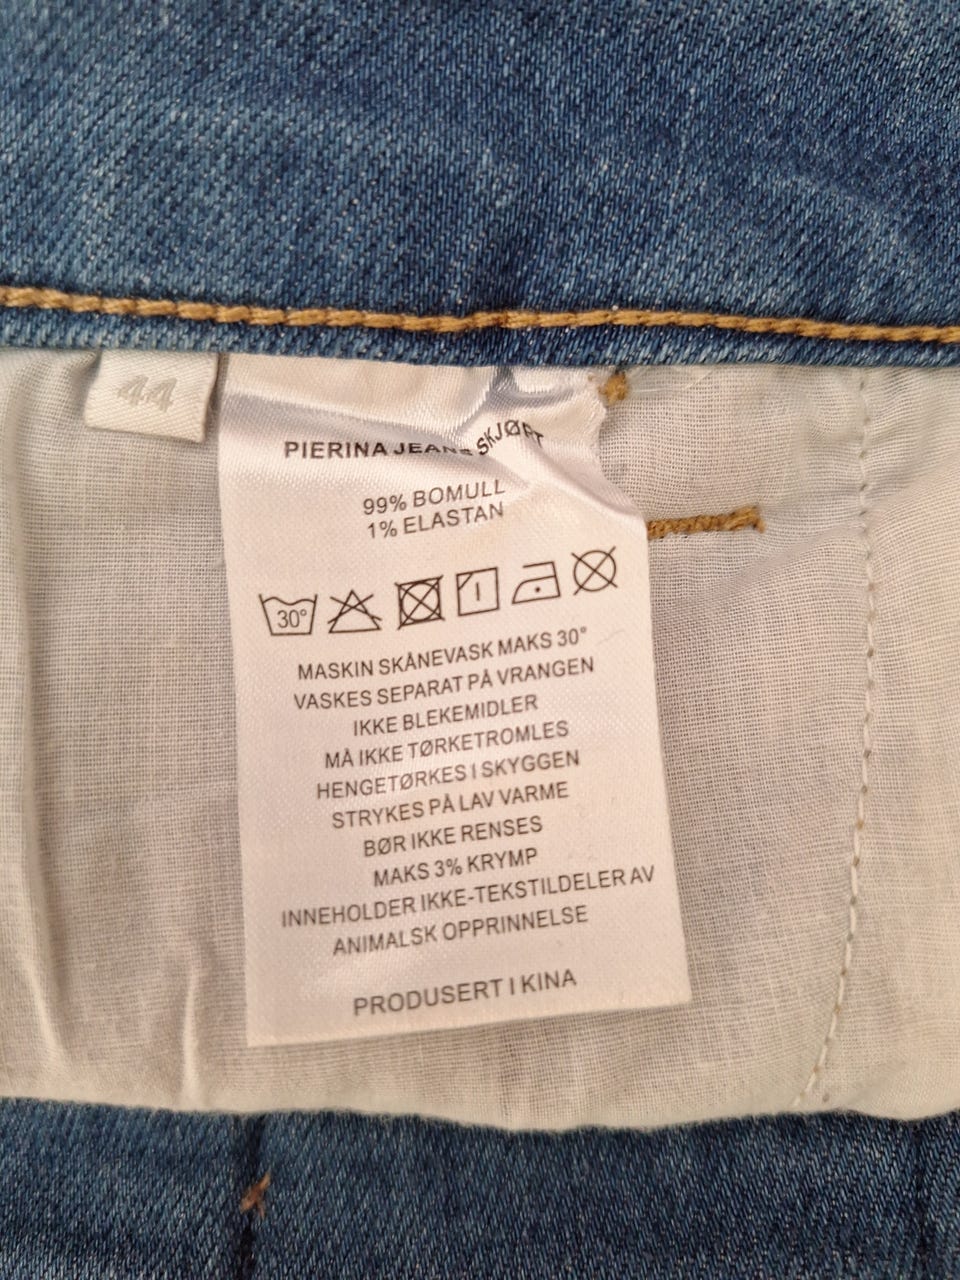 44
PIERINA JEANS SKJØRT
99% BOMULL
1% ELASTAN
30°
MASKIN SKÅNEVASK MAKS 30°
VASKES SEPARAT PÅ VRANGEN
IKKE BLEKEMIDLER
MÅ IKKE TØRKETROMLES
HENGETØRKES I SKYGGEN
STRYKES PÅ LAV VARME
BØR IKKE RENSES
MAKS 3% KRYMP
INNEHOLDER IKKE-TEKSTILDELER AV
ANIMALSK OPPRINNELSE
PRODUSERT I KINA